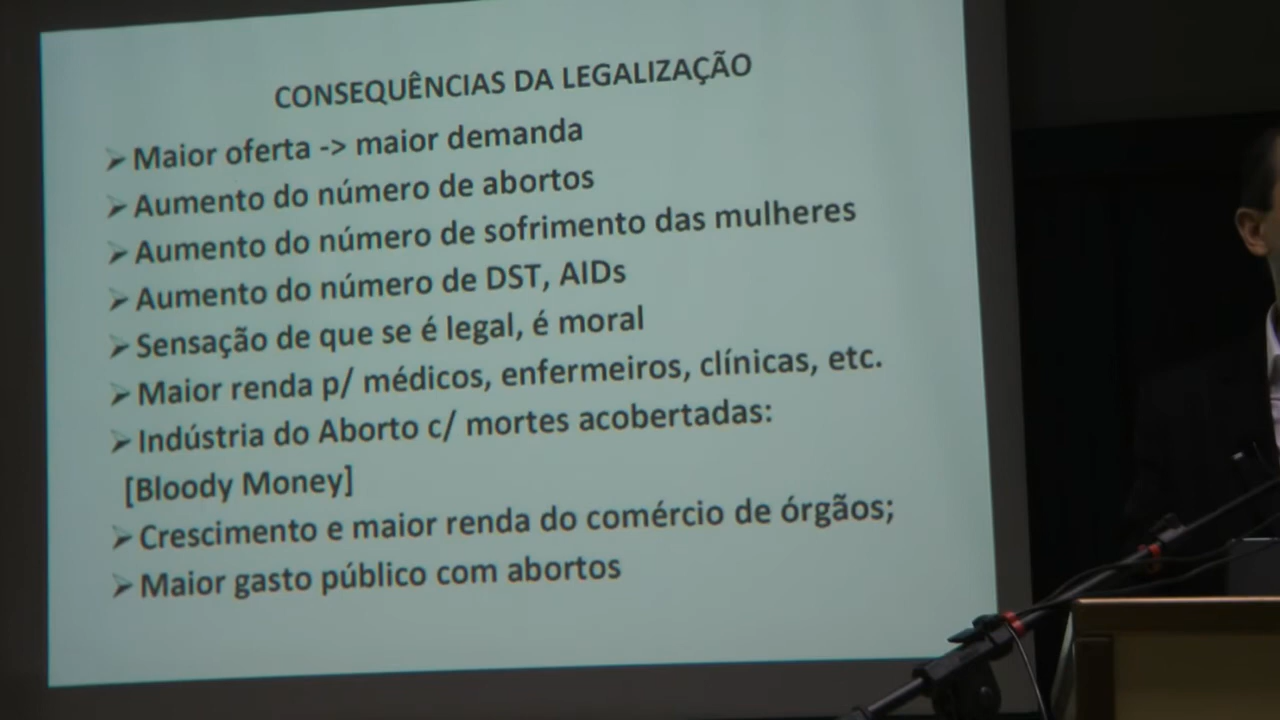 CONSEQUÊNCIAS DA LEGALIZAÇÃO
➢Maior oferta -> maior demanda
➢Aumento do número de abortos
➢Aumento do número de sofrimento das mulheres
➢Aumento do número de DST, AIDs
➢Sensação de que se é legal, é moral
➢Maior renda p/ médicos, enfermeiros, clínicas, etc.
➢Indústria do Aborto c/ mortes acobertadas:
[Bloody Money]
➢Crescimento e maior renda do comércio de órgãos;
➢Maior gasto público com abortos